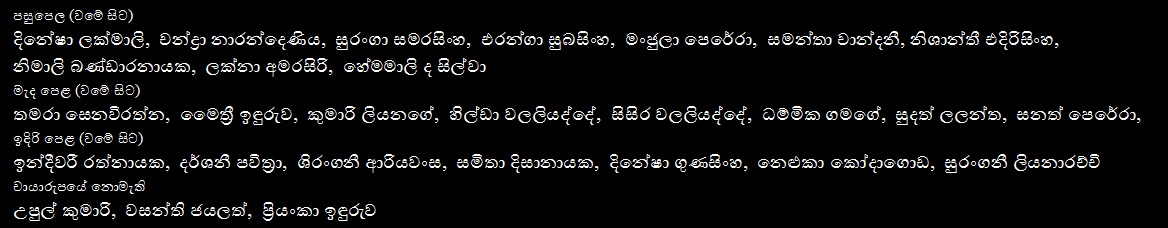 පසුපෙල (වමේ සිට)
දිනේෂා ලක්මාලි, චන්ද්‍රා නාරන්දෙණිය, සුරංගා සමරසිංහ, එරන්ගා සුබසිංහ, මංජුලා පෙරේරා, සමන්තා චාන්දනී, නිශාන්තී එදිරිසිංහ,
නිමාලි බණ්ඩාරනායක, ලක්නා අමරසිරි, හේමමාලි ද සිල්වා
මැද පෙළ (වමේ සිට)
තමරා සෙනවිරත්න, මෛත්‍රී ඉඳුරුව, කුමාරි ලියනගේ, හිල්ඩා වලලියද්දේ, සිසිර වලලියද්දේ, ධම්මික ගමගේ, සුදත් ලලන්ත, සනත් පෙරේරා,
ඉදිරි පෙළ (වමේ සිට)
ඉන්දීවරී රත්නායක, දර්ශනී පවිත්‍රා, ශිරංගනී ආරියවංස, සමිතා දිසානායක, දිනේෂා ගුණසිංහ, නෙළුකා කෝදාගොඩ, සුරංගනී ලියනාරච්චි
චායාරුපයේ නොමැති
උපුල් කුමාරි, වසන්ති ජයලත්, ප්‍රියංකා ඉඳුරුව